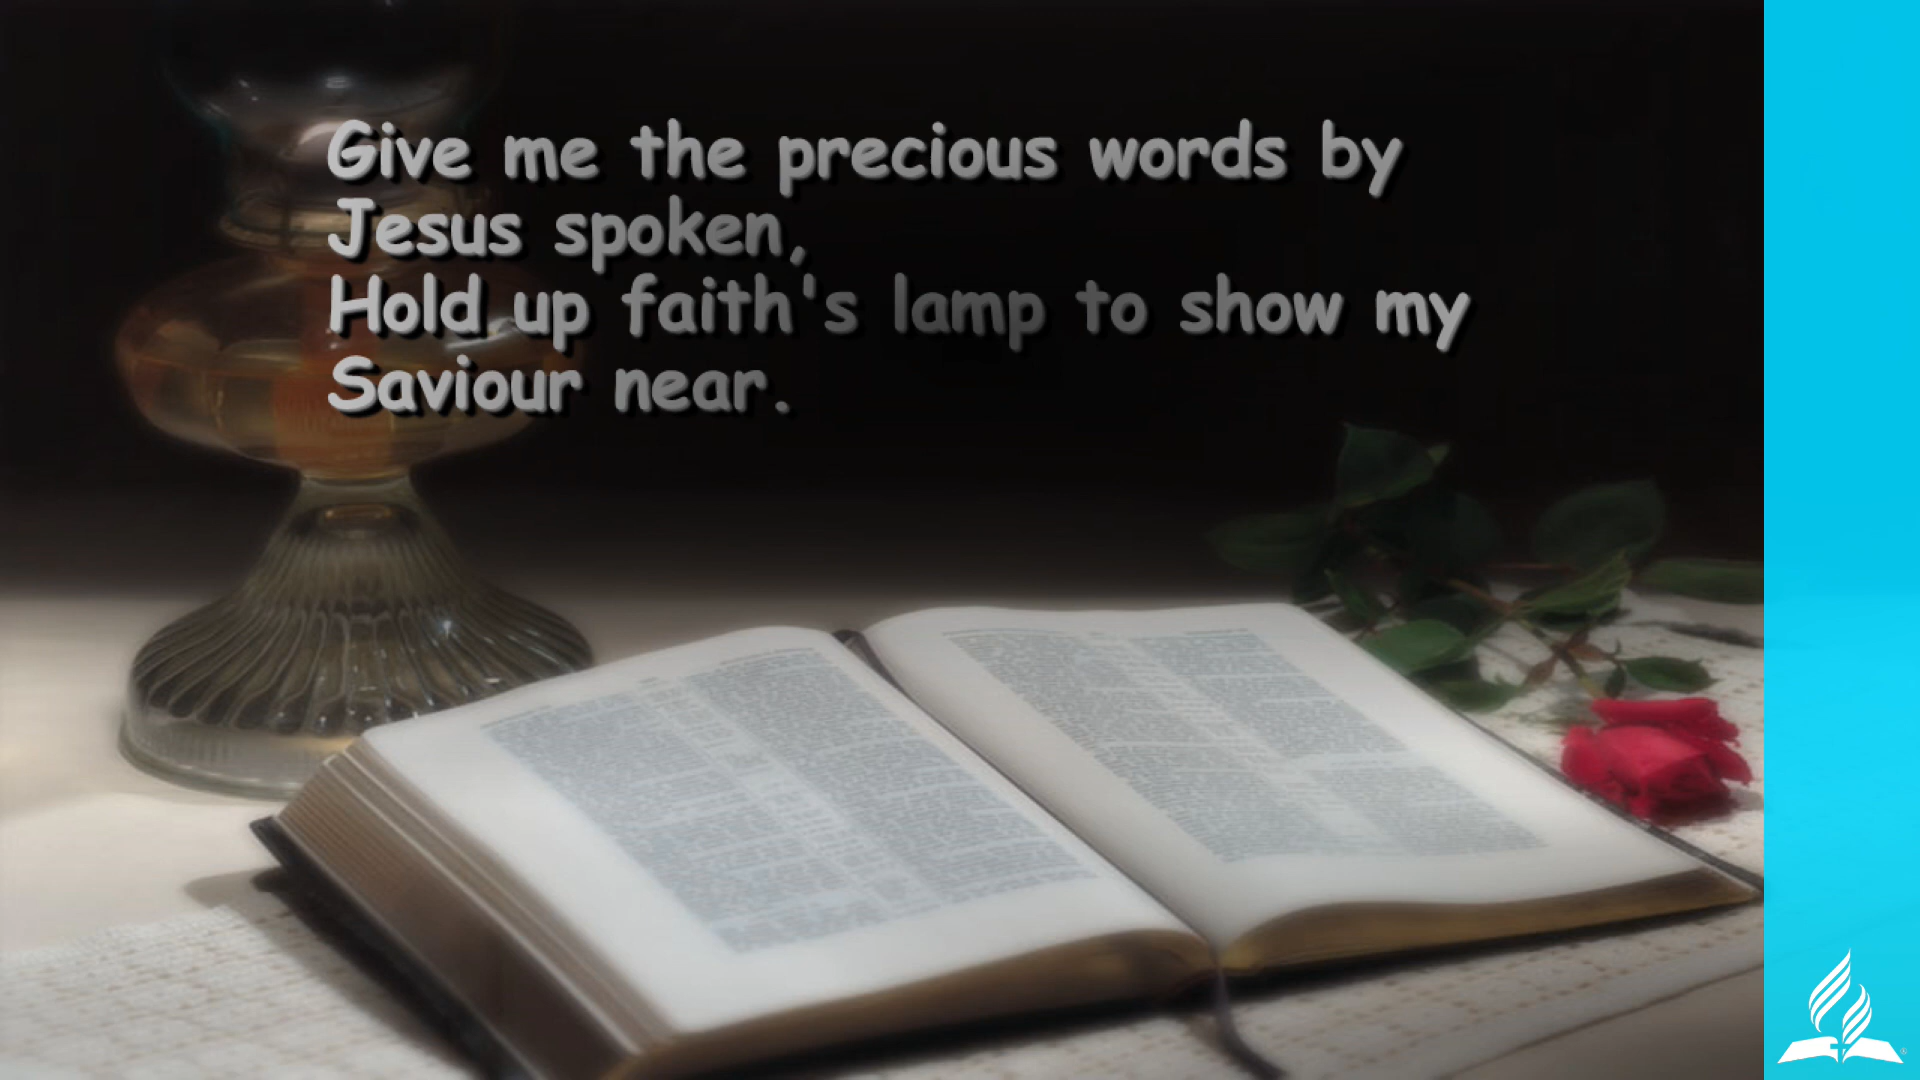 Give me the precious words by
Jesus spoken,
Hold up faith's lamp to show my
Saviour near.